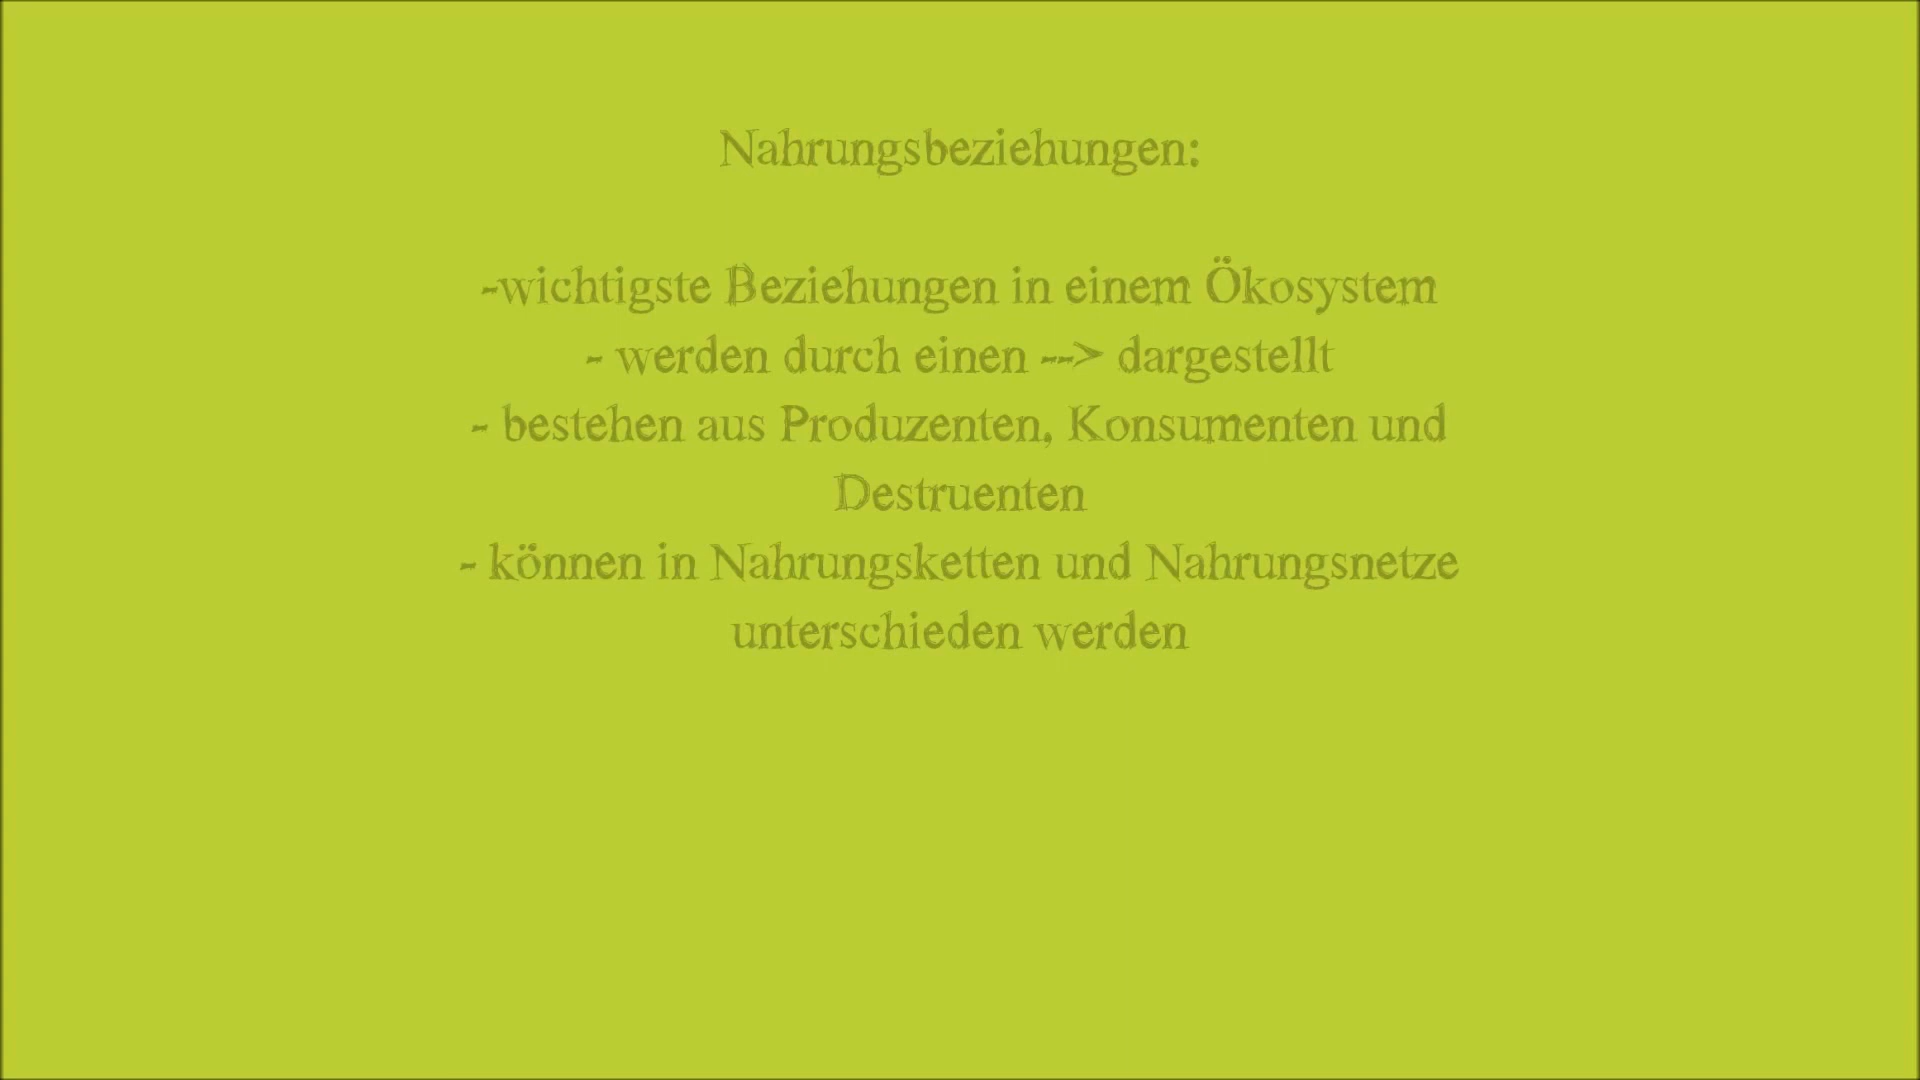 Nahrungsbeziehungen:
-wichtigste Beziehungen in einem Ökosystem
- werden durch einen --> dargestellt
- bestehen aus Produzenten, Konsumenten und
Destruenten
- können in Nahrungsketten und Nahrungsnetze
unterschieden werden